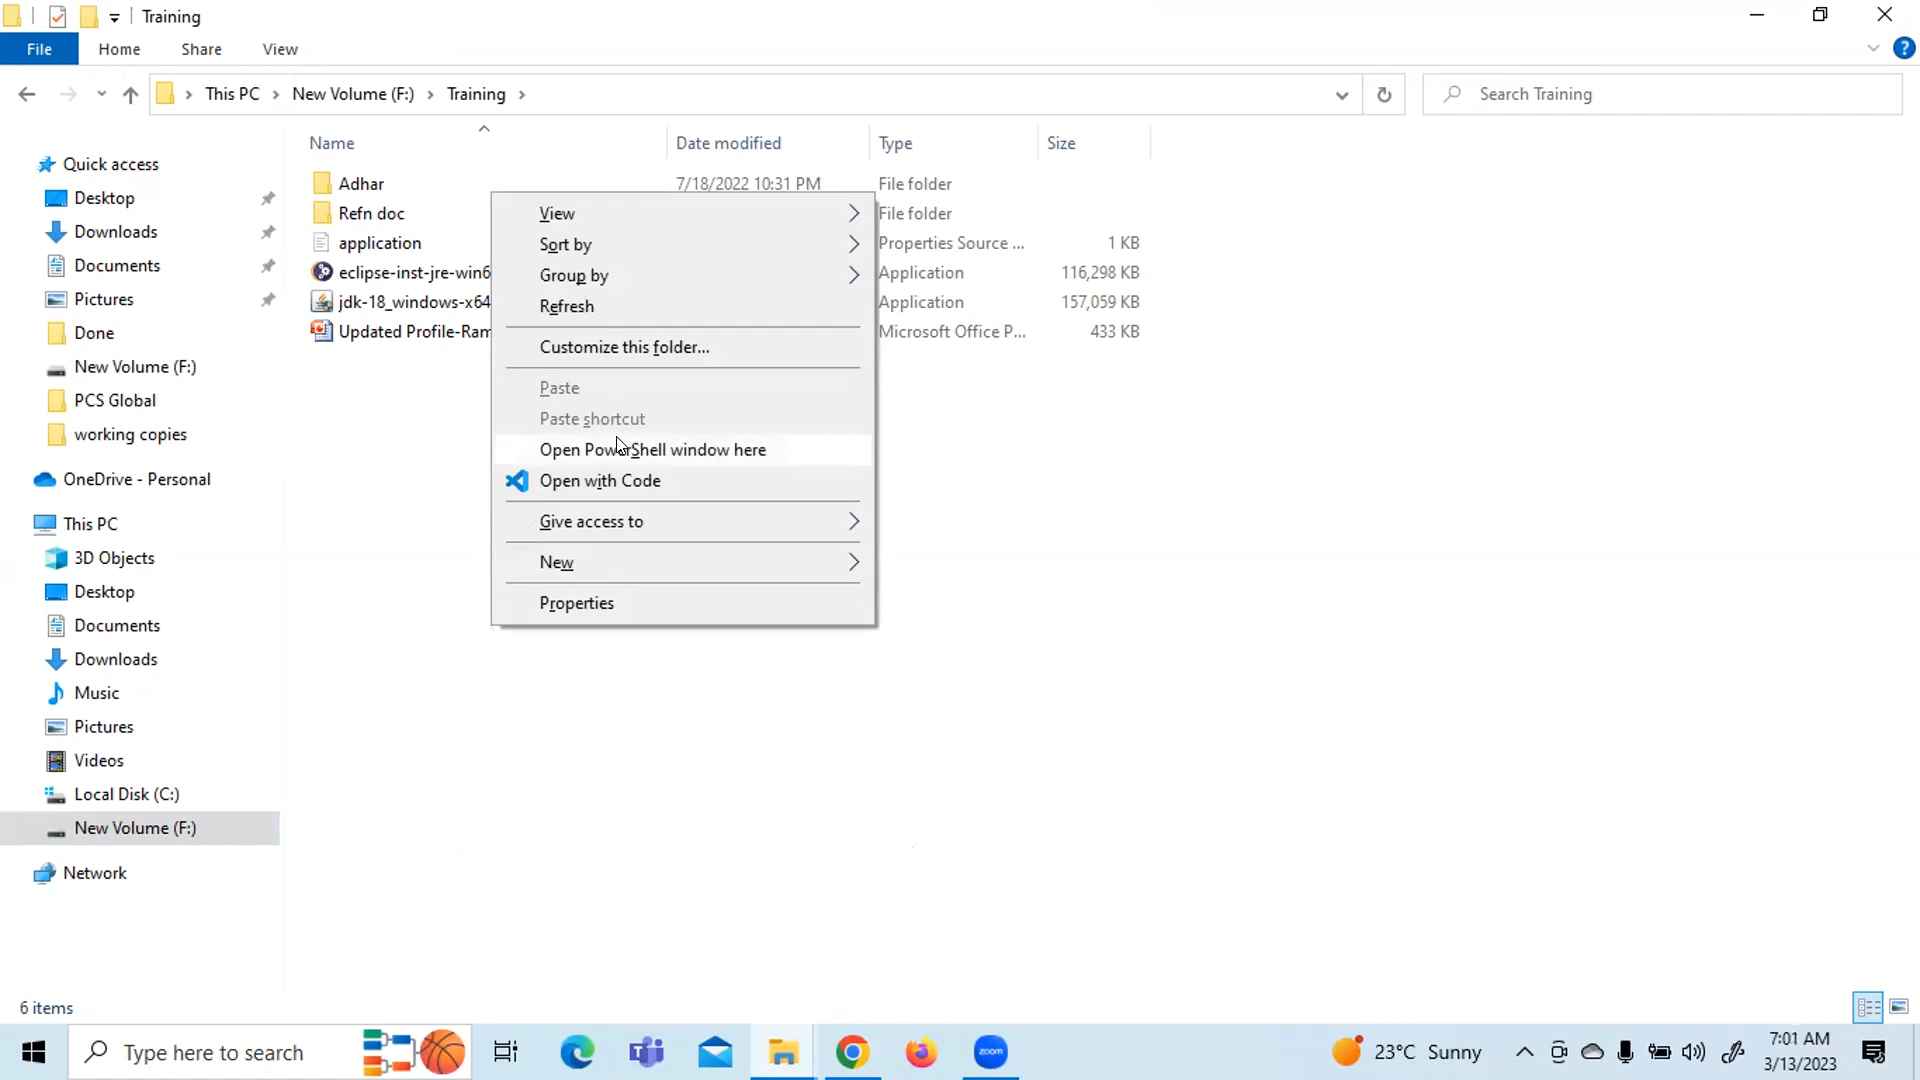 Training
File Home Share View
This PC New Volume (F:) Training
Search Training
Name Date modified Type Size
Quick access
Desktop
Downloads
Documents
Pictures
Done
New Volume (F:)
PCS Global
working copies
OneDrive - Personal
This PC
3D Objects
Desktop
Documents
Downloads
Music
Pictures
Videos
Local Disk (C:)
New Volume (F:)
Network
Adhar 7/18/2022 10:31 PM File folder
Refn doc File folder
application Properties Source ... 1 KB
eclipse-inst-jre-win6 Application 116,298 KB
jdk-18_windows-x64 Application 157,059 KB
Updated Profile-Ram Microsoft Office P... 433 KB
View
Sort by
Group by
Refresh
Customize this folder...
Paste
Paste shortcut
Open PowerShell window here
Open with Code
Give access to
New
Properties
6 items
Type here to search
zoom
23°C Sunny
7:01 AM
3/13/2023